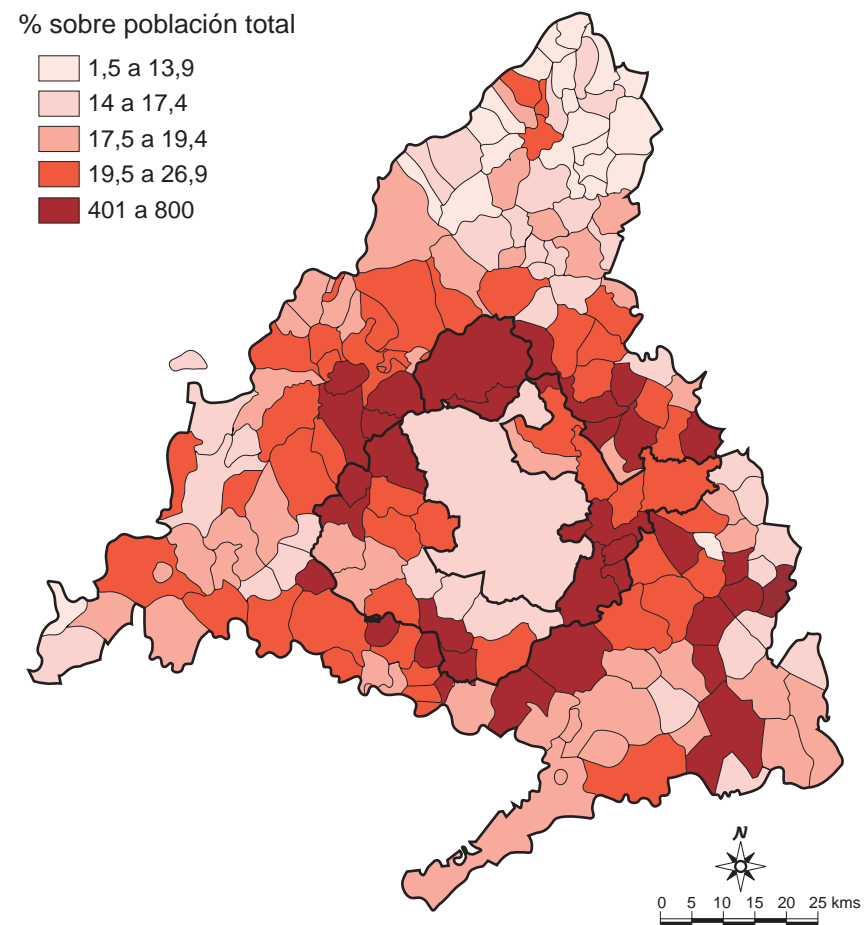 % sobre población total
1,5 a 13,9
14 a 17,4
17,5 a 19,4
19,5 a 26,9
401 a 800
N
0 5 10 15 20 25 kms